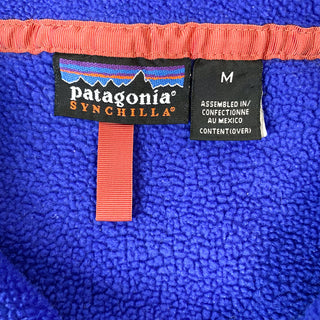 patagonia®
SYNCHILLA®
M
ASSEMBLED IN/
CONFECTIONNE
AU MEXICO
CONTENT(OVER)